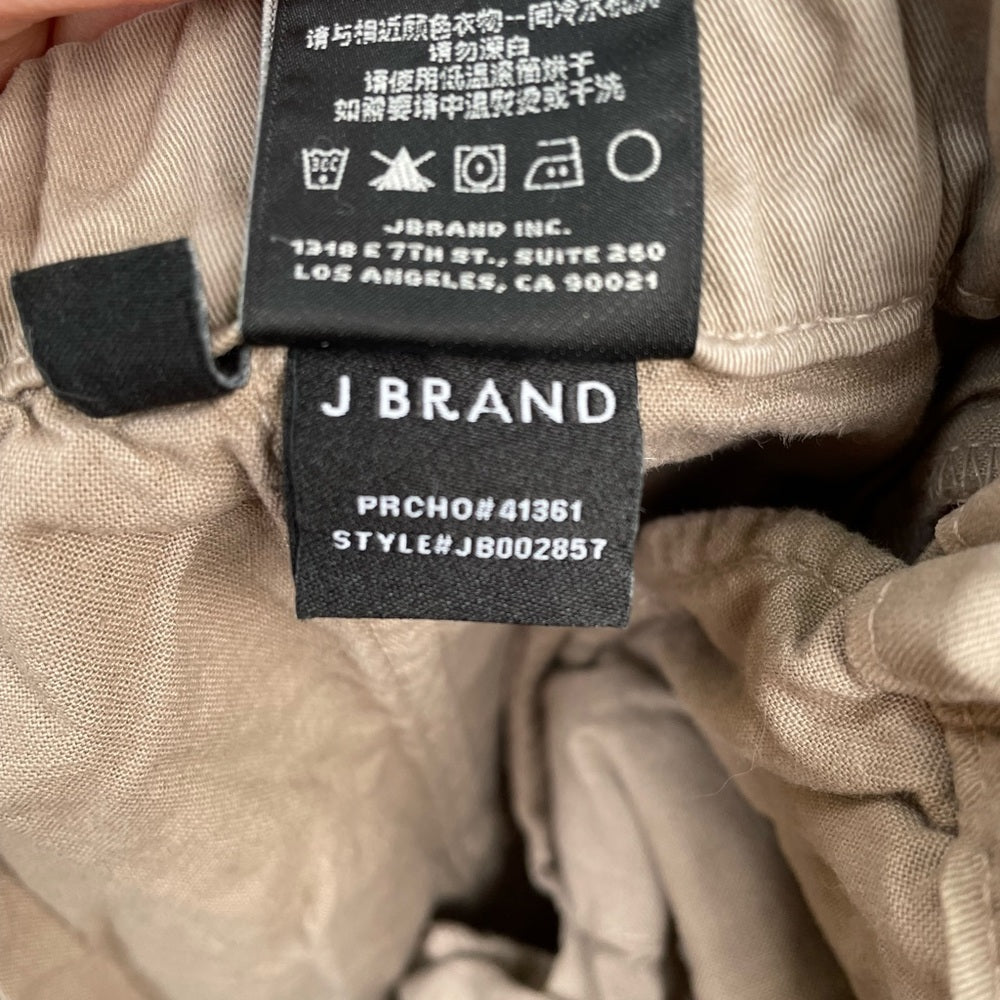 请与相近颜色衣物一同冷水机洗
请勿漂白
请使用低温滚筒烘干
如需要请中温熨烫或干洗
JBRAND INC.
1318 E 7TH ST., SUITE 260
LOS ANGELES, CA 90021
J BRAND
PRCHO#41361
STYLE#JB002857